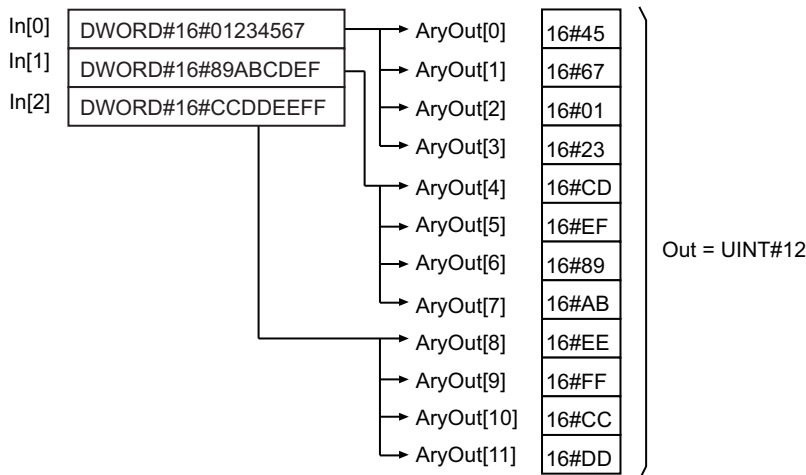 In[0] DWORD#16#01234567 AryOut[0] 16#45
In[1] DWORD#16#89ABCDEF AryOut[1] 16#67
In[2] DWORD#16#CCDDEEFF AryOut[2] 16#01
AryOut[3] 16#23
AryOut[4] 16#CD
AryOut[5] 16#EF
AryOut[6] 16#89
AryOut[7] 16#AB
AryOut[8] 16#EE
AryOut[9] 16#FF
AryOut[10] 16#CC
AryOut[11] 16#DD
Out = UINT#12